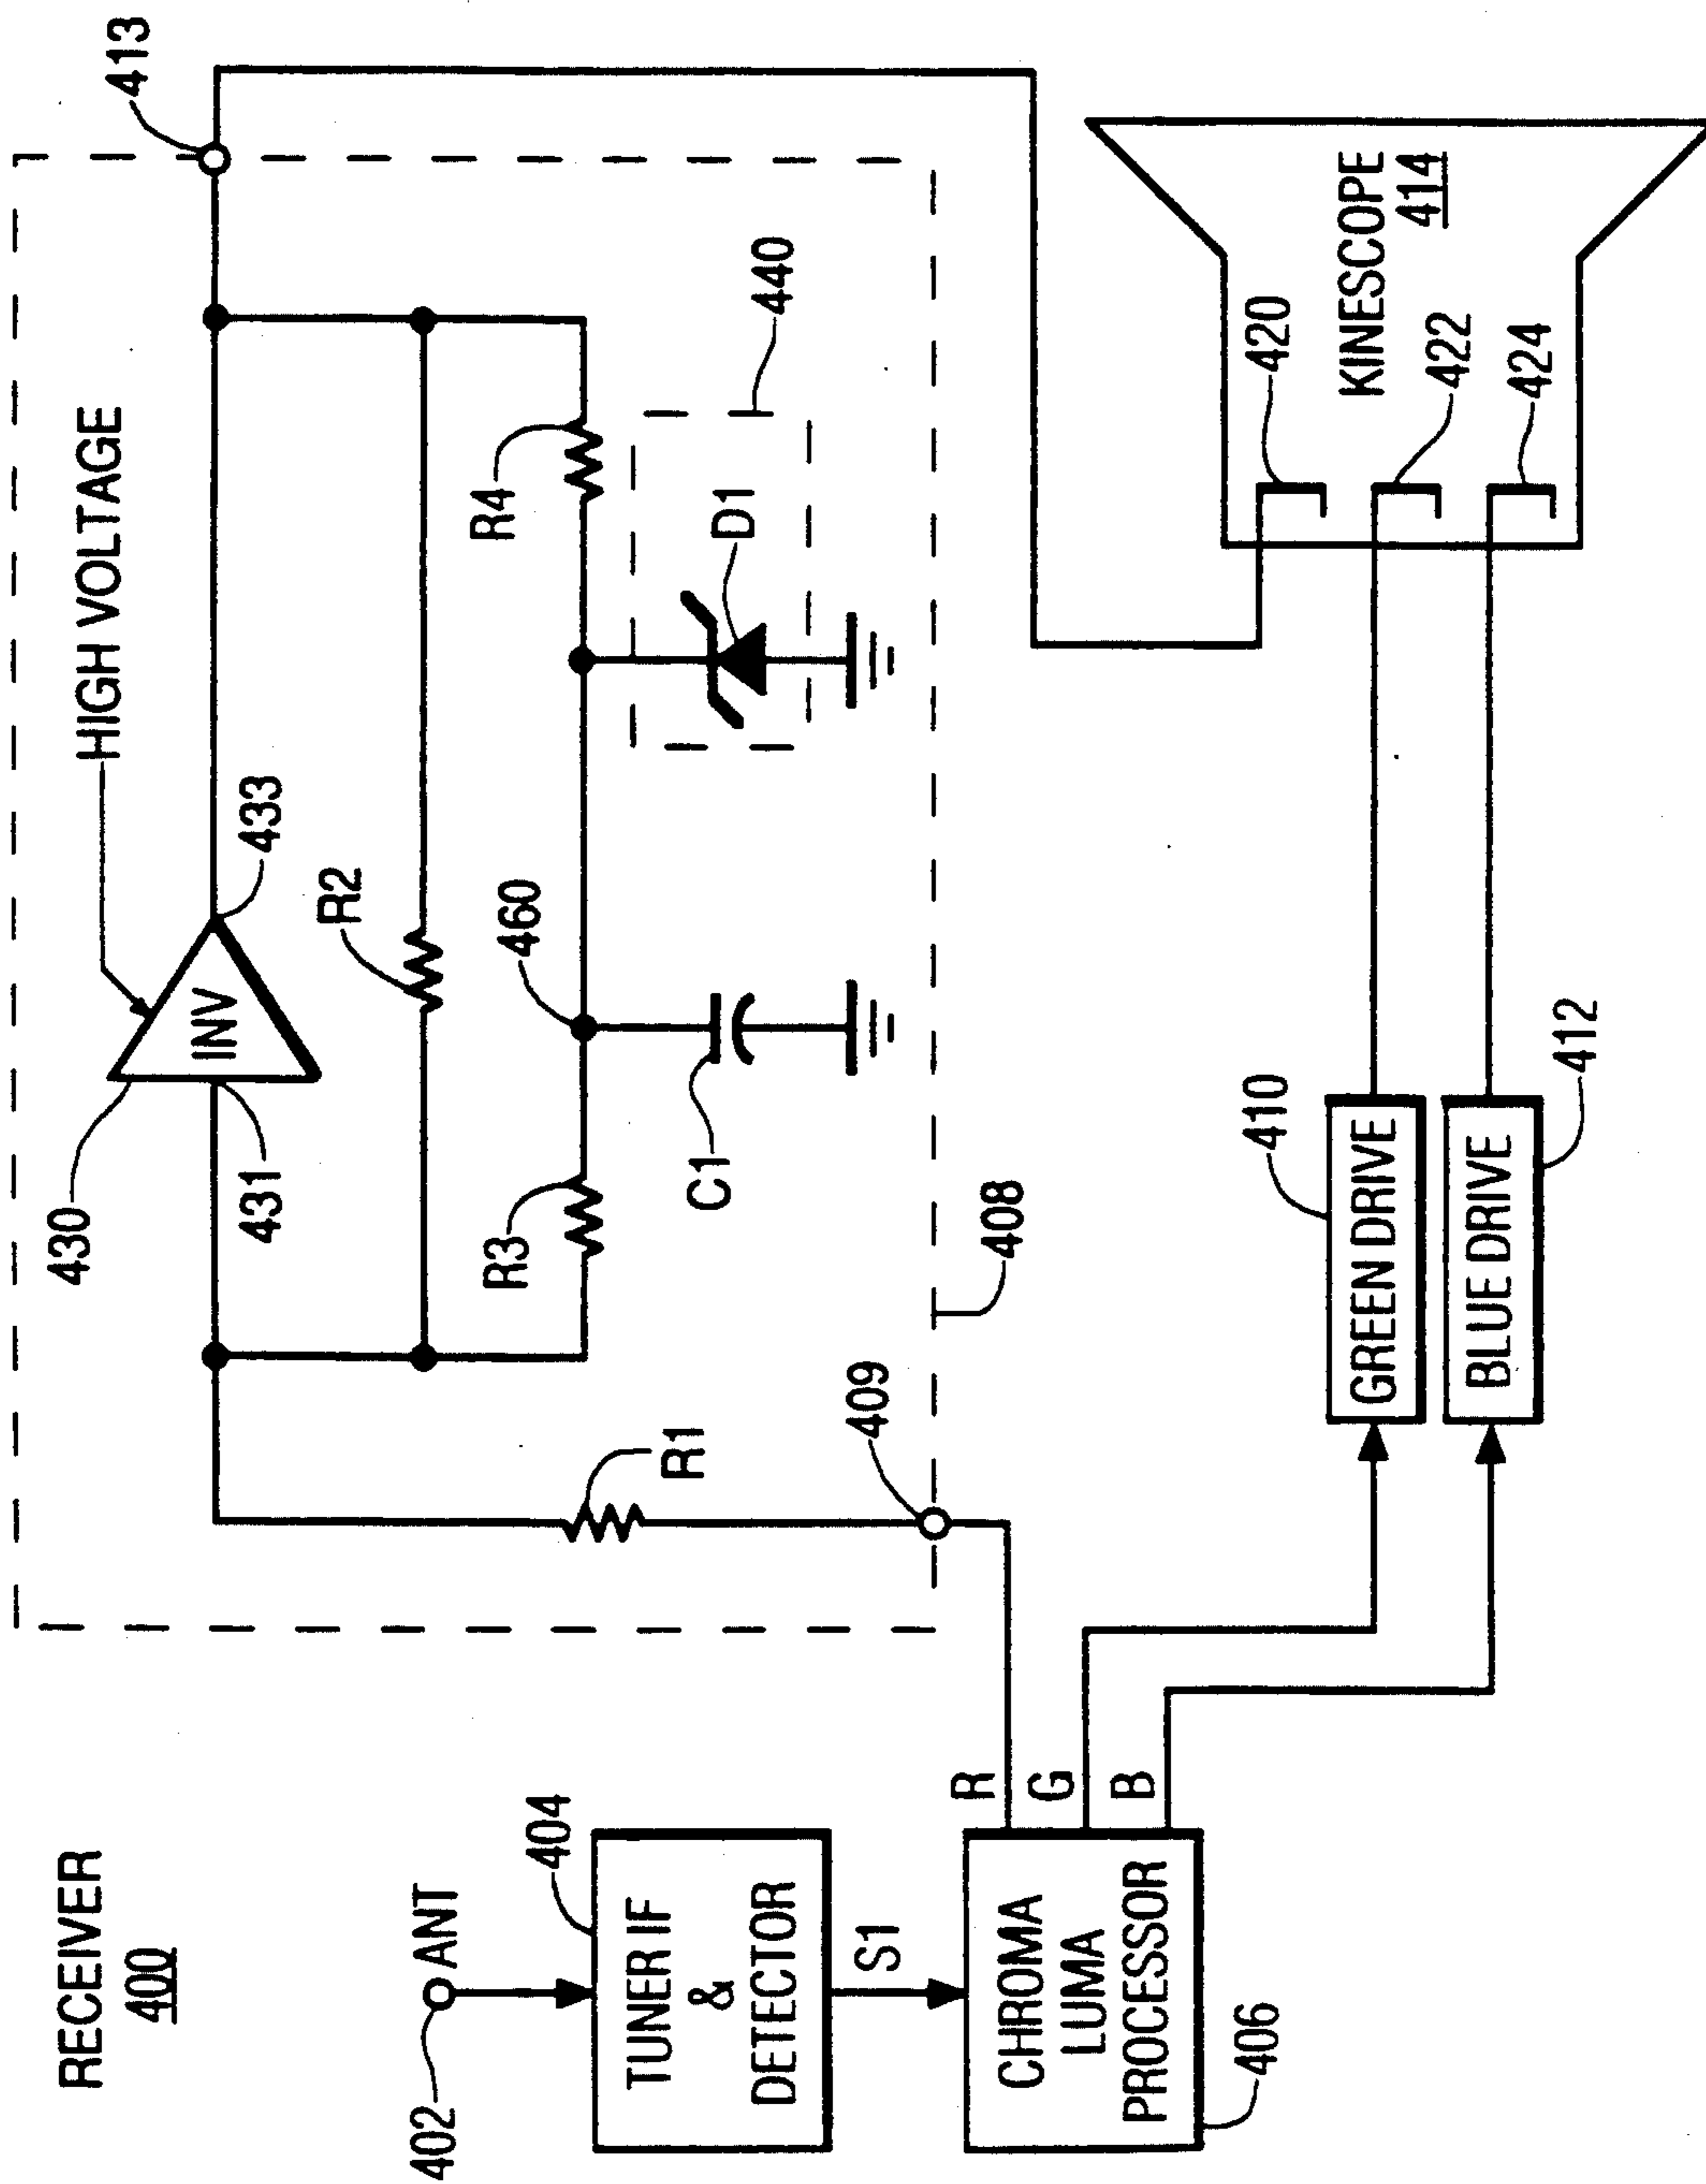 RECEIVER
400
402
ANT
404
TUNER IF
&
DETECTOR
S1
CHROMA
LUMA
PROCESSOR
406
R
G
B
409
R1
408
430
431
INV
433
HIGH VOLTAGE
R2
R3
460
C1
R4
D1
440
413
410
GREEN DRIVE
BLUE DRIVE
412
420
422
424
KINESCOPE
414